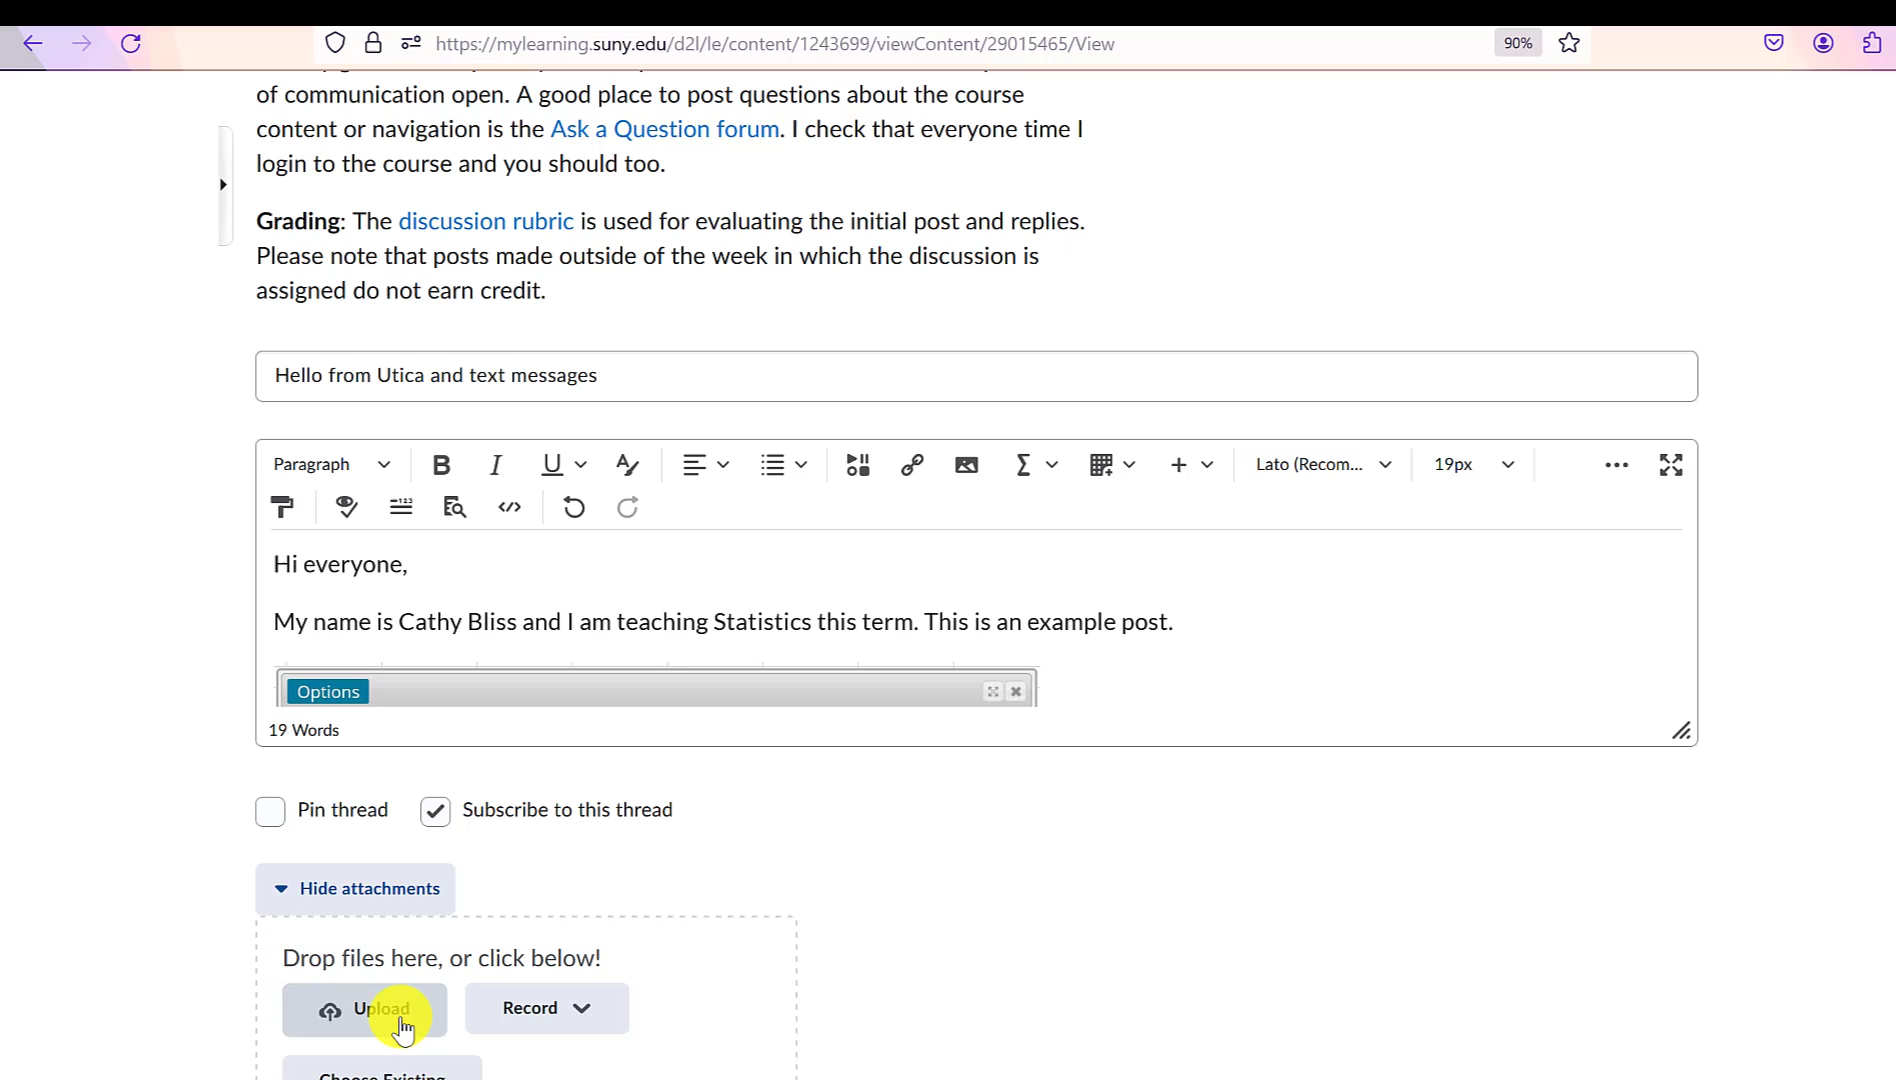 https://mylearning.suny.edu/d2l/le/content/1243699/viewContent/29015465/View
90%
of communication open. A good place to post questions about the course
content or navigation is the Ask a Question forum. I check that everyone time I
login to the course and you should too.
Grading: The discussion rubric is used for evaluating the initial post and replies.
Please note that posts made outside of the week in which the discussion is
assigned do not earn credit.
Hello from Utica and text messages
Paragraph
Lato (Recom...
19px
Hi everyone,
My name is Cathy Bliss and I am teaching Statistics this term. This is an example post.
Options
19 Words
Pin thread
Subscribe to this thread
Hide attachments
Drop files here, or click below!
Upload
Record
Choose Existing